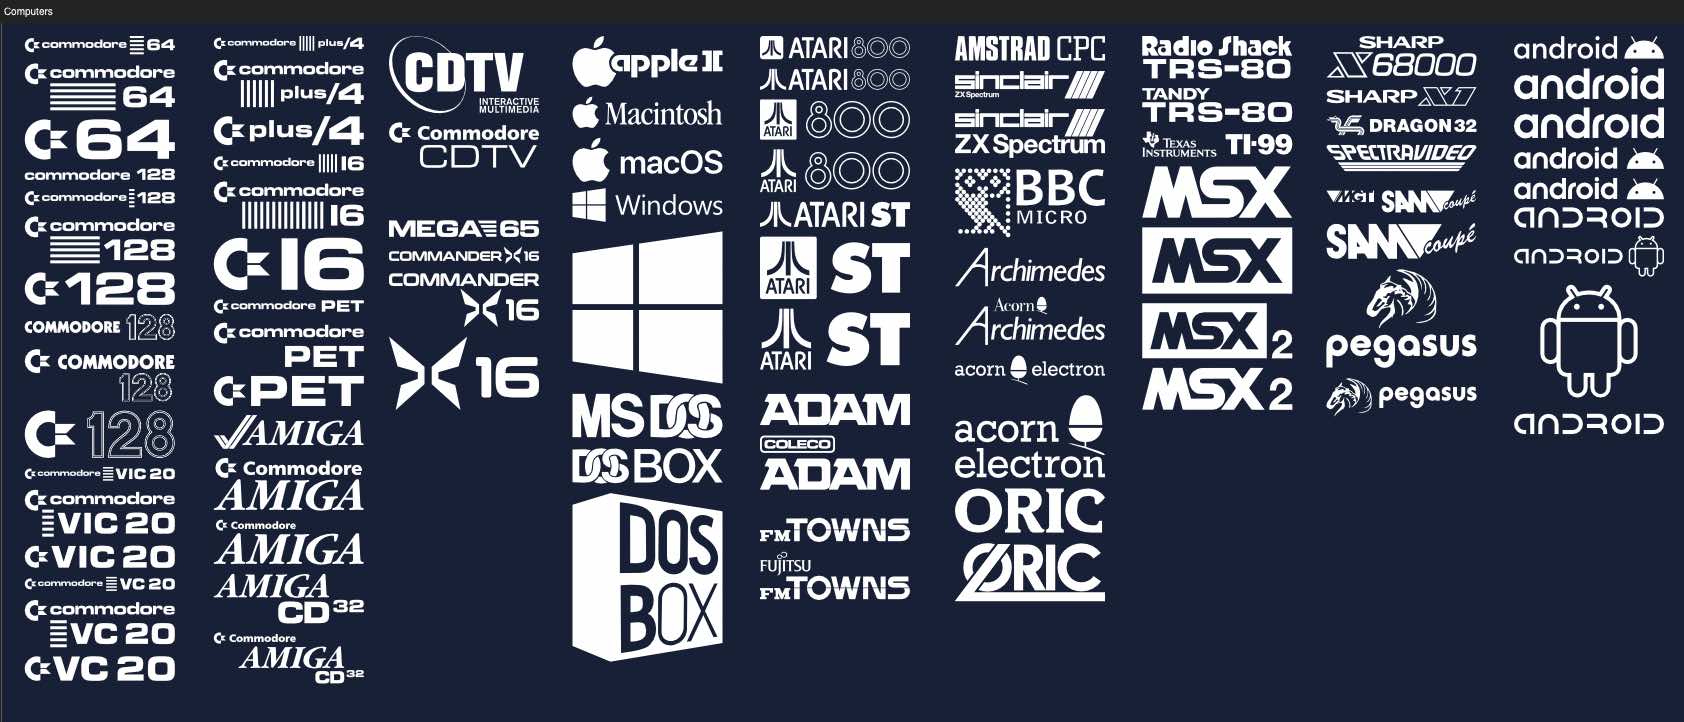 Computers
commodore 64
commodore
64
64
commodore 128
commodore 128
commodore
128
128
COMMODORE 128
COMMODORE
128
128
commodore VIC 20
commodore
VIC 20
VIC 20
commodore VC 20
commodore
VC 20
VC 20
commodore plus/4
commodore
plus/4
plus/4
commodore 16
commodore
16
16
commodore PET
commodore
PET
PET
AMIGA
Commodore
AMIGA
Commodore
AMIGA
AMIGA
CD32
Commodore
AMIGA
CD32
CDTV
INTERACTIVE
MULTIMEDIA
Commodore
CDTV
MEGA 65
COMMANDER X16
COMMANDER
X16
X16
apple II
Macintosh
macOS
Windows
MS DOS
DOSBOX
DOS
BOX
ATARI 800
ATARI 800
ATARI 800
ATARI 800
ATARI ST
ATARI ST
ATARI ST
ADAM
COLECO
ADAM
FM TOWNS
FUJITSU
FM TOWNS
AMSTRAD CPC
sinclair
ZX Spectrum
sinclair
ZX Spectrum
BBC
MICRO
Archimedes
Acorn
Archimedes
acorn electron
acorn
electron
ORIC
ORIC
Radio Shack
TRS-80
TANDY
TRS-80
TEXAS
INSTRUMENTS TI-99
MSX
MSX
MSX 2
MSX 2
SHARP
X68000
SHARP X1
DRAGON 32
SPECTRAVIDEO
MGT SAM coupé
SAM coupé
pegasus
pegasus
android
android
android
android
android
ANDROID
ANDROID
ANDROID